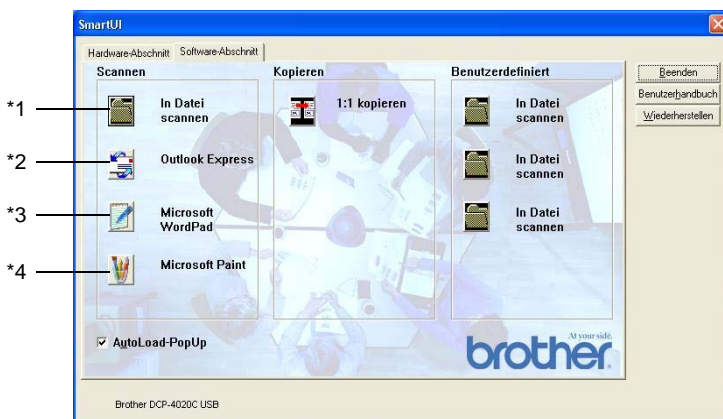 SmartUI
Hardware-Abschnitt Software-Abschnitt
Scannen
Kopieren
Benutzerdefiniert
Beenden
Benutzerhandbuch
Wiederherstellen
*1
In Datei
scannen
1:1 kopieren
In Datei
scannen
*2
Outlook Express
In Datei
scannen
*3
Microsoft
WordPad
In Datei
scannen
*4
Microsoft Paint
AutoLoad-PopUp
At your side.
brother
Brother DCP-4020C USB